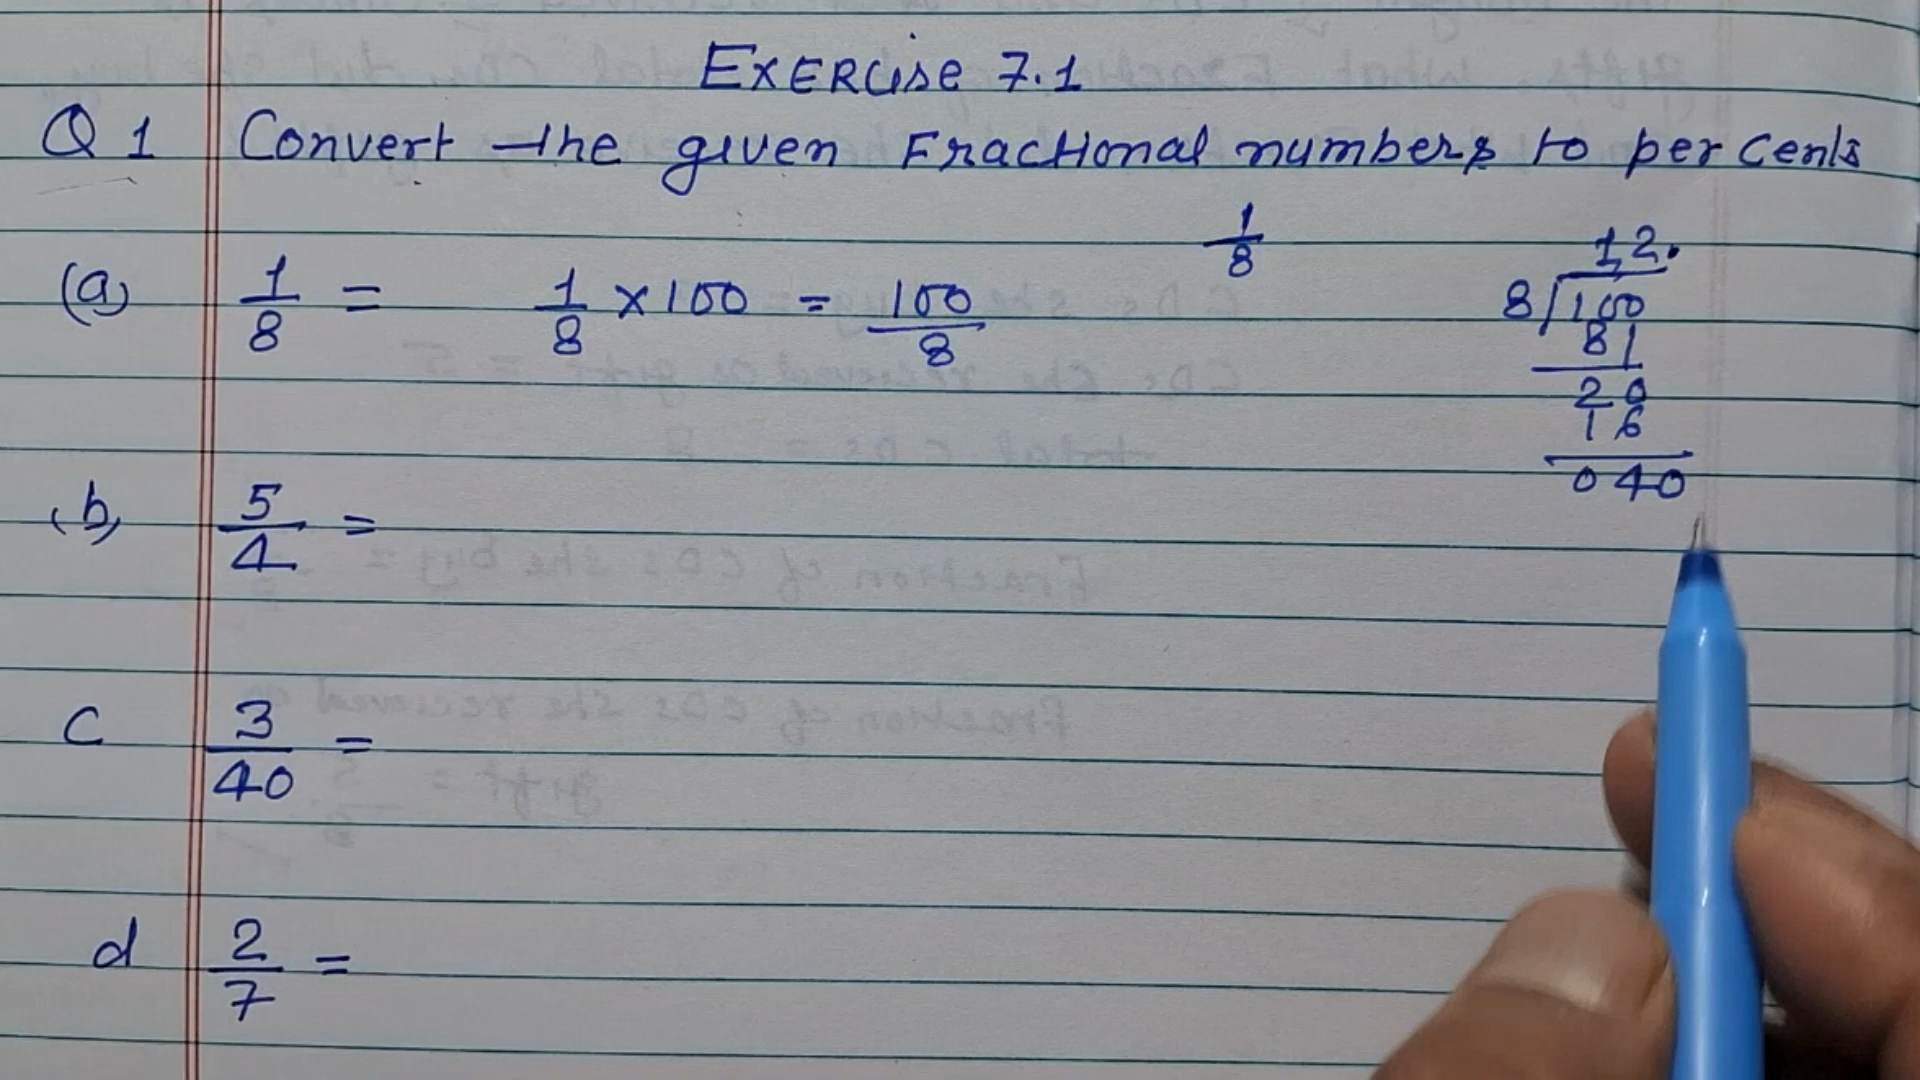 EXERCISE 7.1
Q 1 Convert the given Fractional numbers to per cents
(a) 1/8 = 1/8 × 100 = 100/8
1/8
12.
8)100
81
20
16
040
(b) 5/4 =
c 3/40 =
d 2/7 =